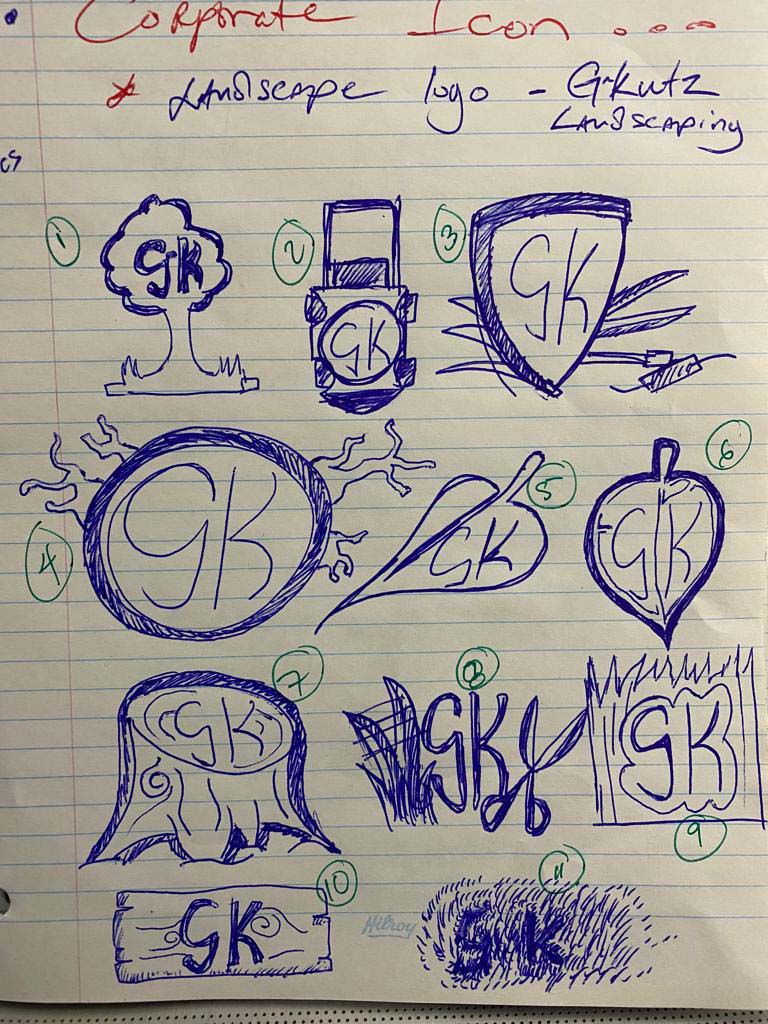 Corporate Icon ...
* Landscape logo - G-Kutz
Landscaping
1 GK
2 GK
3 GK
4 GK
5 GK
6 GK
7 GK
8 GK
9 GK
10 GK
Hilroy
11 GK